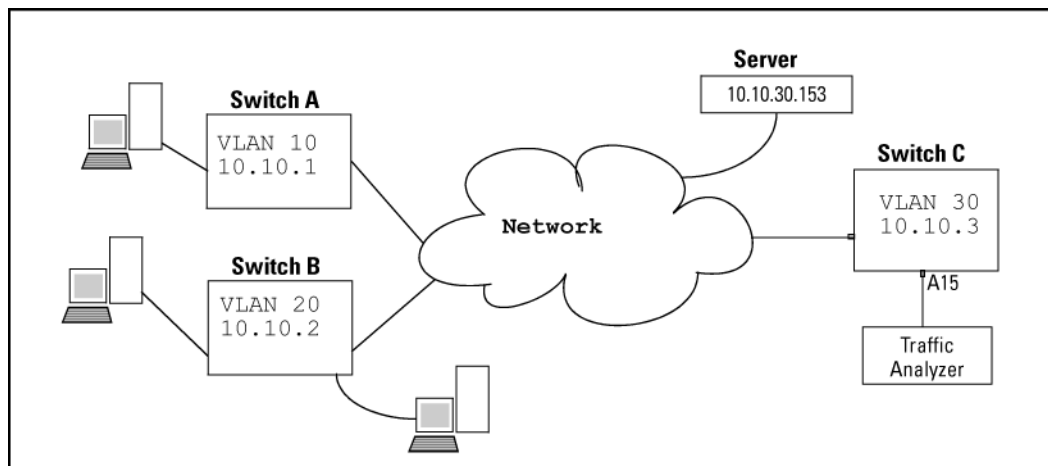 Server
10.10.30.153
Switch A
VLAN 10
10.10.1
Switch C
VLAN 30
10.10.3
Network
Switch B
VLAN 20
10.10.2
A15
Traffic
Analyzer